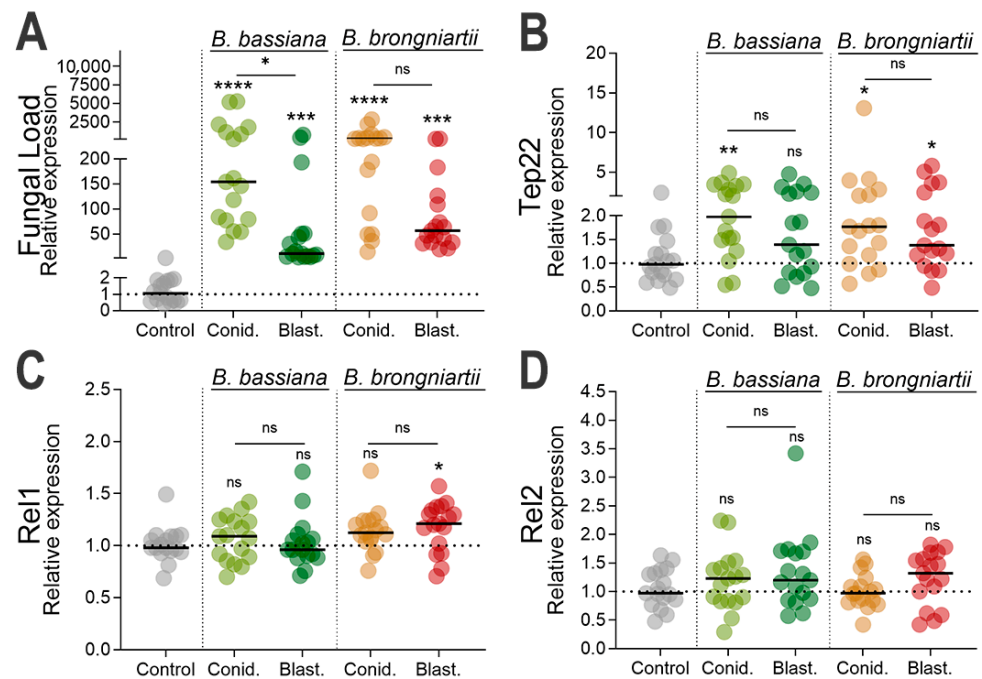 A
B. bassiana
B. brongniartii
Fungal Load
Relative expression
10,000
7500
5000
2500
200
150
100
50
2
1
0
*
ns
****
***
****
***
Control
Conid.
Blast.
Conid.
Blast.
B
B. bassiana
B. brongniartii
Tep22
Relative expression
20
15
10
5
2.0
1.5
1.0
0.5
0.0
ns
ns
**
ns
*
*
Control
Conid.
Blast.
Conid.
Blast.
C
B. bassiana
B. brongniartii
Rel1
Relative expression
2.5
2.0
1.5
1.0
0.5
0.0
ns
ns
ns
ns
ns
*
Control
Conid.
Blast.
Conid.
Blast.
D
B. bassiana
B. brongniartii
Rel2
Relative expression
4.5
4.0
3.5
3.0
2.5
2.0
1.5
1.0
0.5
0.0
ns
ns
ns
ns
ns
ns
Control
Conid.
Blast.
Conid.
Blast.